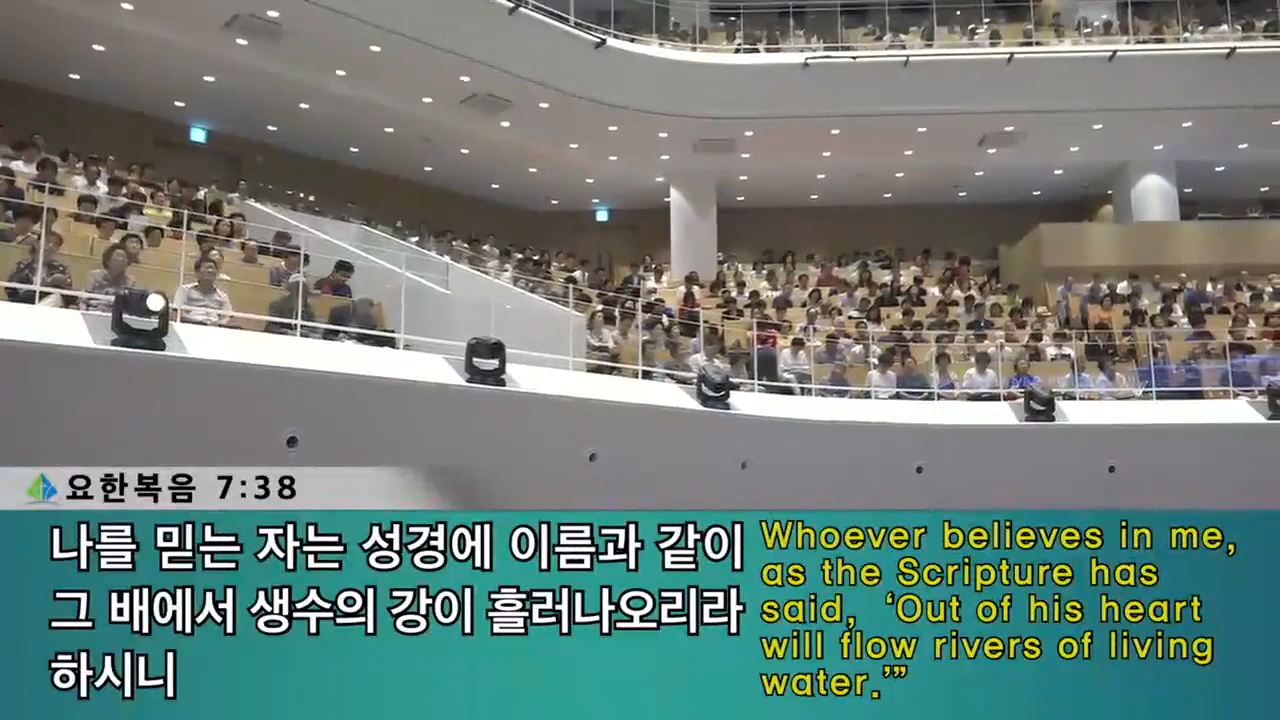 요한복음 7:38
나를 믿는 자는 성경에 이름과 같이
그 배에서 생수의 강이 흘러나오리라
하시니
Whoever believes in me,
as the Scripture has
said, ‘Out of his heart
will flow rivers of living
water.’”